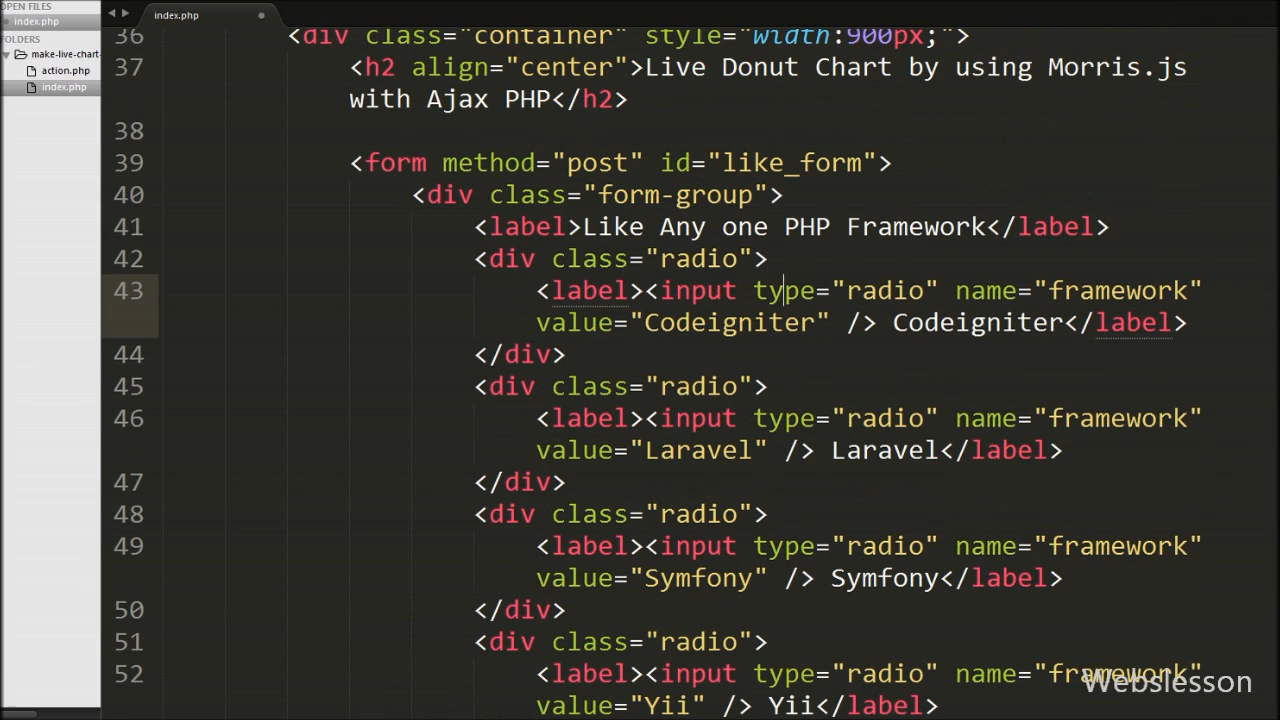 OPEN FILES
index.php
FOLDERS
make-live-chart-
action.php
index.php
index.php
36 <div class="container" style="width:900px;">
37 <h2 align="center">Live Donut Chart by using Morris.js
with Ajax PHP</h2>
38
39 <form method="post" id="like_form">
40 <div class="form-group">
41 <label>Like Any one PHP Framework</label>
42 <div class="radio">
43 <label><input type="radio" name="framework"
value="Codeigniter" /> Codeigniter</label>
44 </div>
45 <div class="radio">
46 <label><input type="radio" name="framework"
value="Laravel" /> Laravel</label>
47 </div>
48 <div class="radio">
49 <label><input type="radio" name="framework"
value="Symfony" /> Symfony</label>
50 </div>
51 <div class="radio">
52 <label><input type="radio" name="framework"
value="Yii" /> Yii</label>
Webslesson